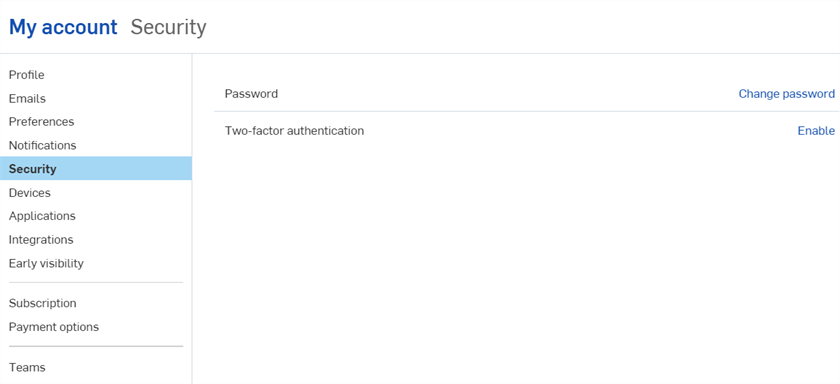 My account Security
Profile
Emails
Preferences
Notifications
Security
Devices
Applications
Integrations
Early visibility
Subscription
Payment options
Teams
Password Change password
Two-factor authentication Enable